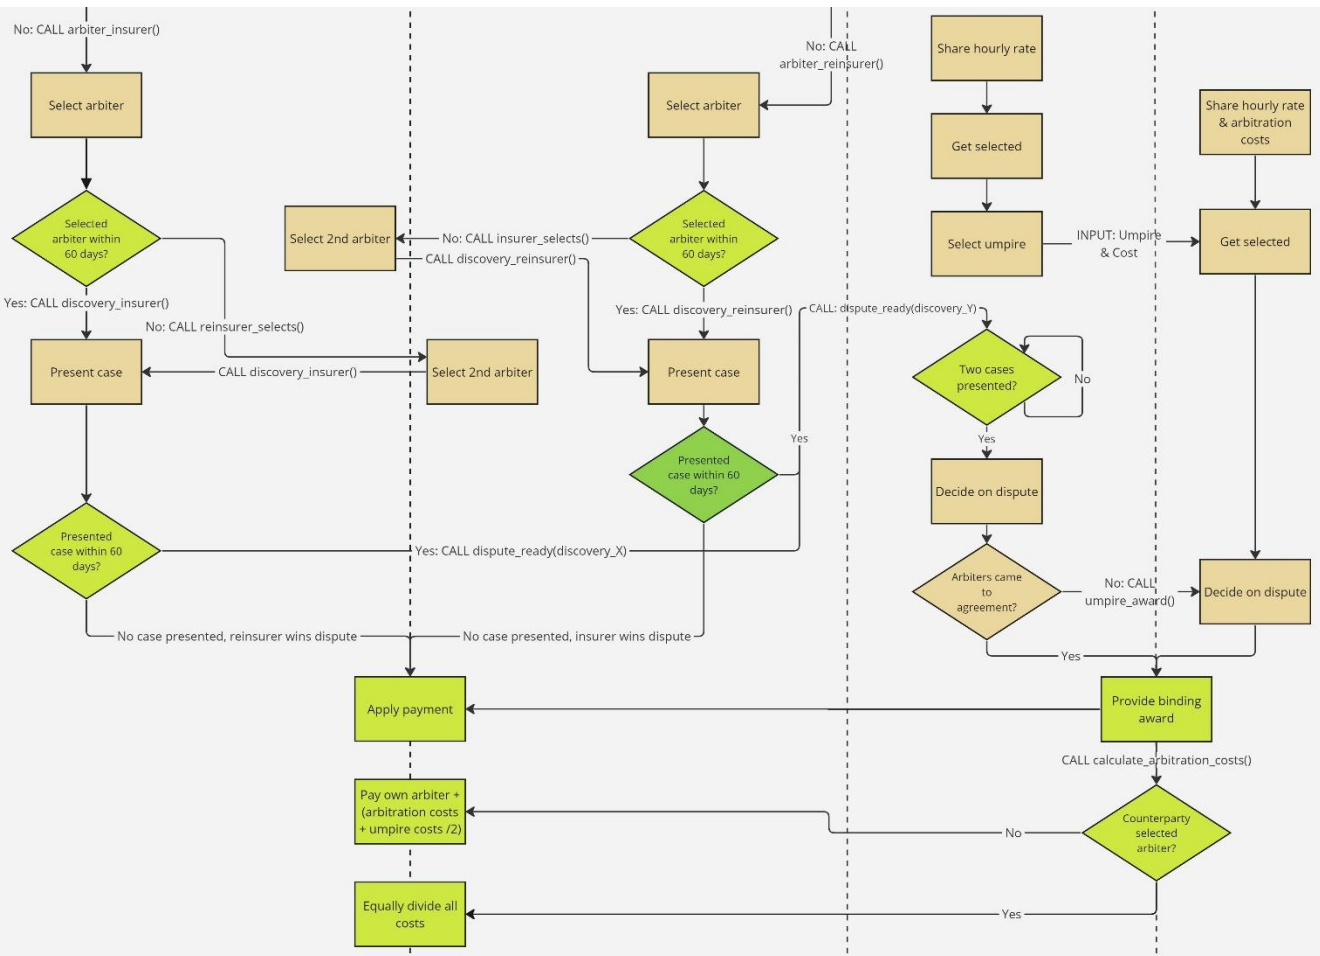 No: CALL arbiter_insurer()
Select arbiter
Selected
arbiter within
60 days?
Yes: CALL discovery_insurer()
No: CALL reinsurer_selects()
Present case
CALL discovery_insurer()
Select 2nd arbiter
Presented
case within 60
days?
Yes: CALL dispute_ready(discovery_X)
No case presented, reinsurer wins dispute
No: CALL
arbiter_reinsurer()
Select arbiter
Selected
arbiter within
60 days?
No: CALL insurer_selects()
Select 2nd arbiter
CALL discovery_reinsurer()
Yes: CALL discovery_reinsurer()
Present case
Presented
case within 60
days?
Yes
CALL: dispute_ready(discovery_Y)
No case presented, insurer wins dispute
Share hourly rate
Get selected
Select umpire
INPUT: Umpire
& Cost
Share hourly rate
& arbitration
costs
Get selected
Two cases
presented?
No
Yes
Decide on dispute
Arbiters came
to
agreement?
No: CALL
umpire_award()
Decide on dispute
Yes
Provide binding
award
Apply payment
CALL calculate_arbitration_costs()
Counterparty
selected
arbiter?
No
Pay own arbiter +
(arbitration costs
+ umpire costs /2)
Yes
Equally divide all
costs